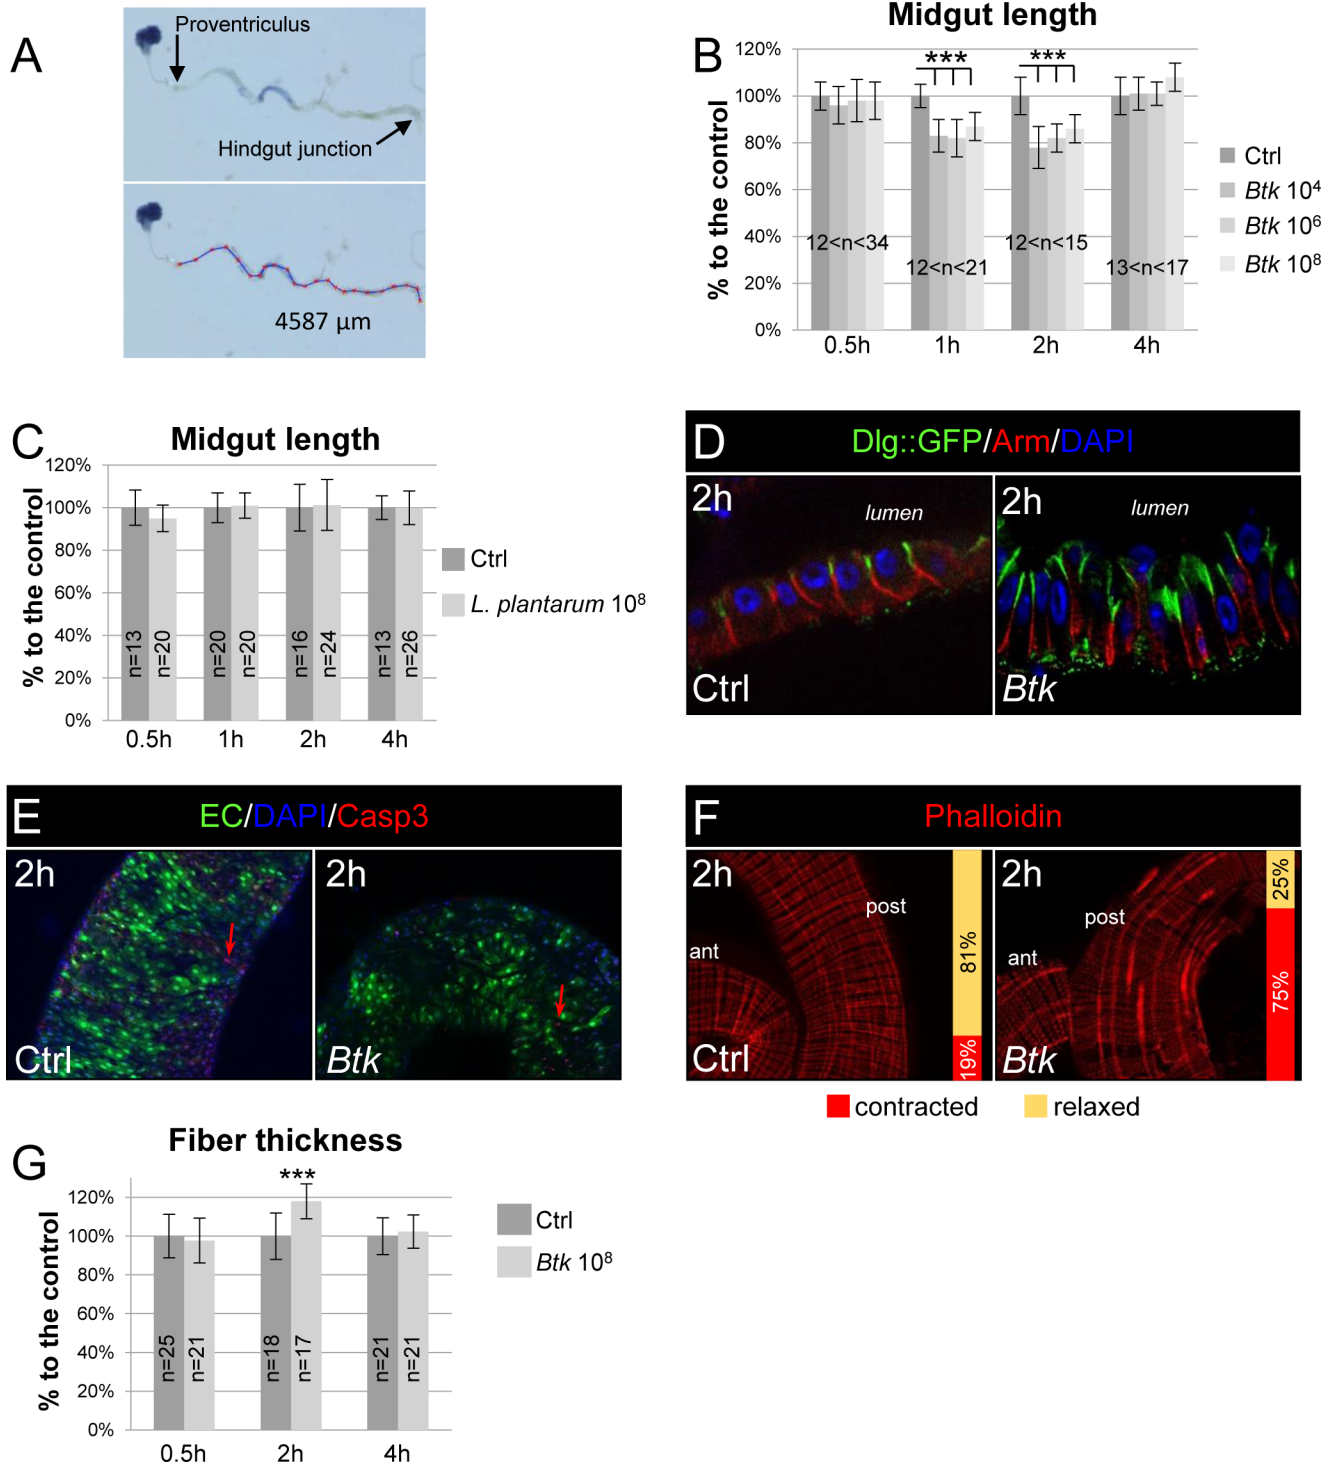 A
Proventriculus
Hindgut junction
4587 µm
B
Midgut length
% to the control
120%
100%
80%
60%
40%
20%
0%
***
***
12<n<34
12<n<21
12<n<15
13<n<17
0.5h
1h
2h
4h
Ctrl
Btk 10⁴
Btk 10⁶
Btk 10⁸
C
Midgut length
% to the control
120%
100%
80%
60%
40%
20%
0%
n=13
n=20
n=20
n=20
n=16
n=24
n=13
n=26
0.5h
1h
2h
4h
Ctrl
L. plantarum 10⁸
D
Dlg::GFP/Arm/DAPI
2h
lumen
Ctrl
2h
lumen
Btk
E
EC/DAPI/Casp3
2h
Ctrl
2h
Btk
F
Phalloidin
2h
post
ant
Ctrl
81%
19%
2h
post
ant
Btk
25%
75%
contracted
relaxed
G
Fiber thickness
% to the control
120%
100%
80%
60%
40%
20%
0%
***
n=25
n=21
n=18
n=17
n=21
n=21
0.5h
2h
4h
Ctrl
Btk 10⁸